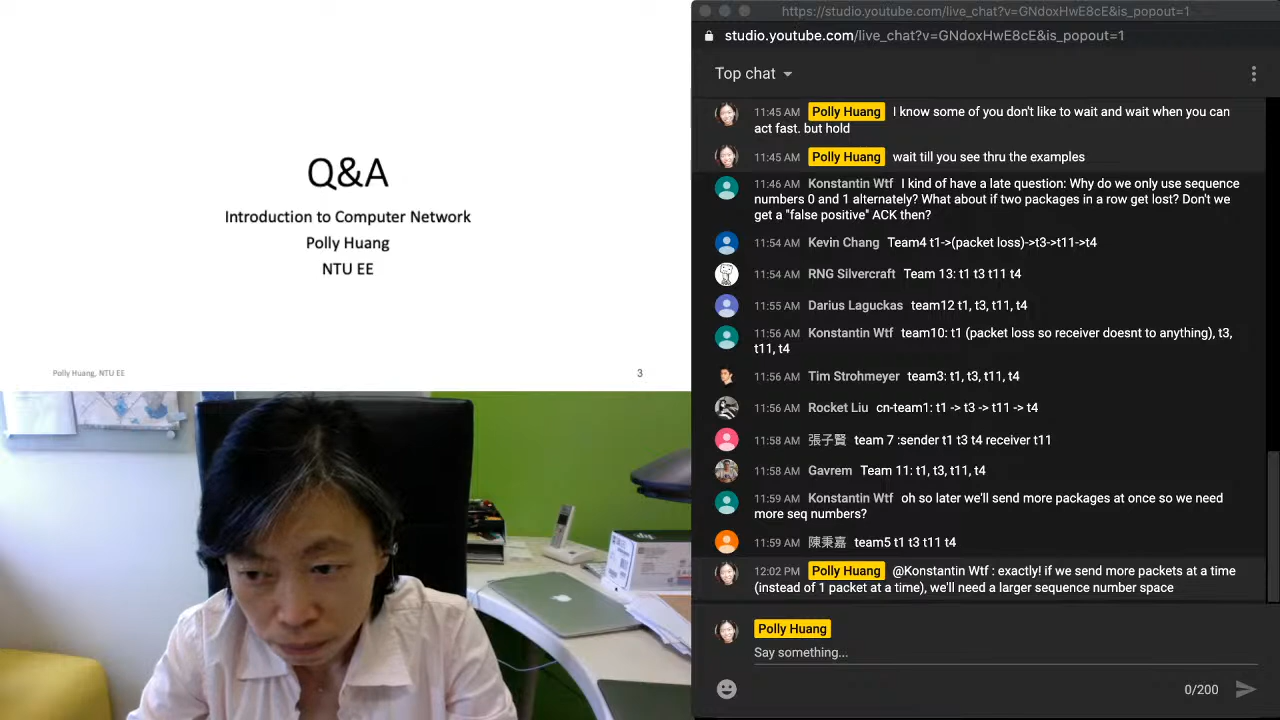 Q&A
Introduction to Computer Network
Polly Huang
NTU EE
Polly Huang, NTU EE
3
https://studio.youtube.com/live_chat?v=GNdoxHwE8cE&is_popout=1
studio.youtube.com/live_chat?v=GNdoxHwE8cE&is_popout=1
Top chat
11:45 AM Polly Huang I know some of you don't like to wait and wait when you can
act fast. but hold
11:45 AM Polly Huang wait till you see thru the examples
11:46 AM Konstantin Wtf I kind of have a late question: Why do we only use sequence
numbers 0 and 1 alternately? What about if two packages in a row get lost? Don't we
get a "false positive" ACK then?
11:54 AM Kevin Chang Team4 t1->(packet loss)->t3->t11->t4
11:54 AM RNG Silvercraft Team 13: t1 t3 t11 t4
11:55 AM Darius Laguckas team12 t1, t3, t11, t4
11:56 AM Konstantin Wtf team10: t1 (packet loss so receiver doesnt to anything), t3,
t11, t4
11:56 AM Tim Strohmeyer team3: t1, t3, t11, t4
11:56 AM Rocket Liu cn-team1: t1 -> t3 -> t11 -> t4
11:58 AM 張子賢 team 7 :sender t1 t3 t4 receiver t11
11:58 AM Gavrem Team 11: t1, t3, t11, t4
11:59 AM Konstantin Wtf oh so later we'll send more packages at once so we need
more seq numbers?
11:59 AM 陳秉嘉 team5 t1 t3 t11 t4
12:02 PM Polly Huang @Konstantin Wtf : exactly! if we send more packets at a time
(instead of 1 packet at a time), we'll need a larger sequence number space
Polly Huang
Say something...
0/200